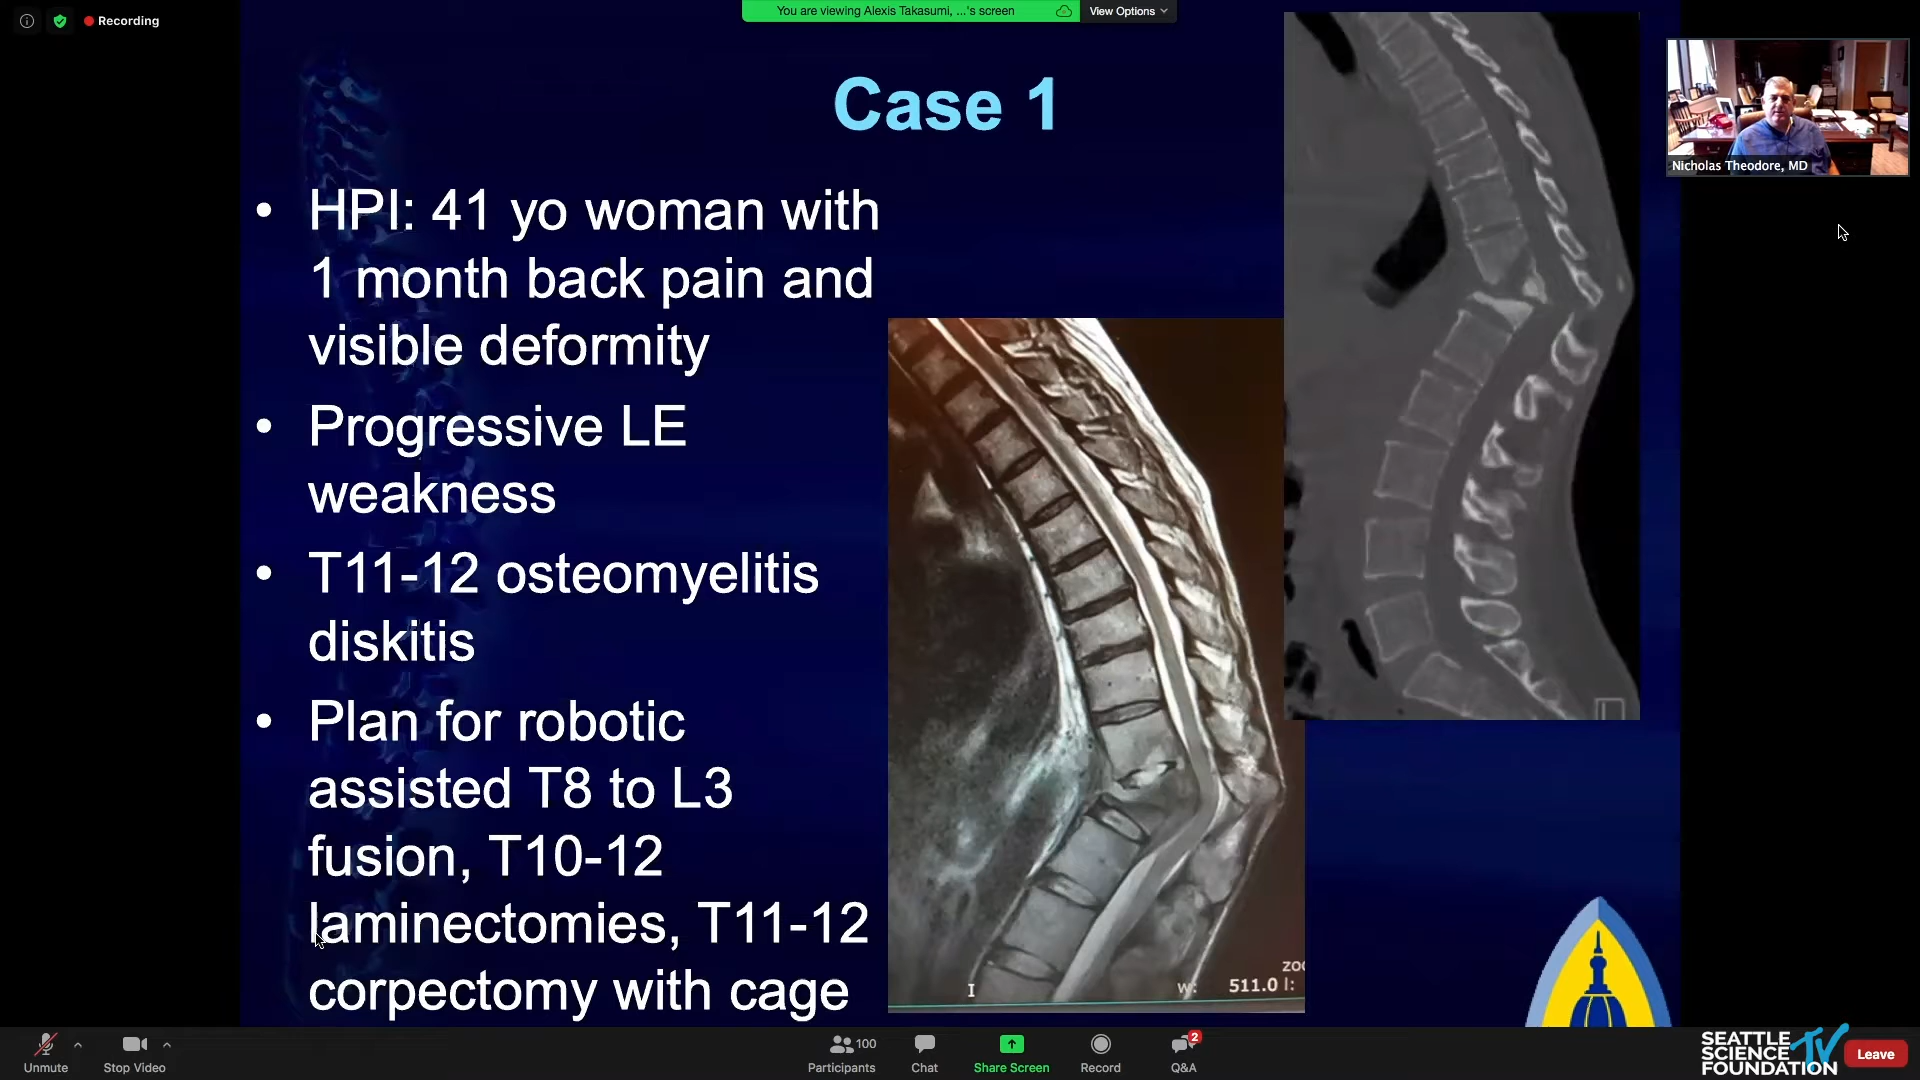 Recording
You are viewing Alexis Takasumi, ...'s screen
View Options
Case 1
Nicholas Theodore, MD
• HPI: 41 yo woman with
1 month back pain and
visible deformity
• Progressive LE
weakness
• T11-12 osteomyelitis
diskitis
• Plan for robotic
assisted T8 to L3
fusion, T10-12
laminectomies, T11-12
corpectomy with cage
I
W: 511.0 l:
Unmute
Stop Video
100
Participants
Chat
Share Screen
Record
2
Q&A
SEATTLE
SCIENCE TV
FOUNDATION
Leave